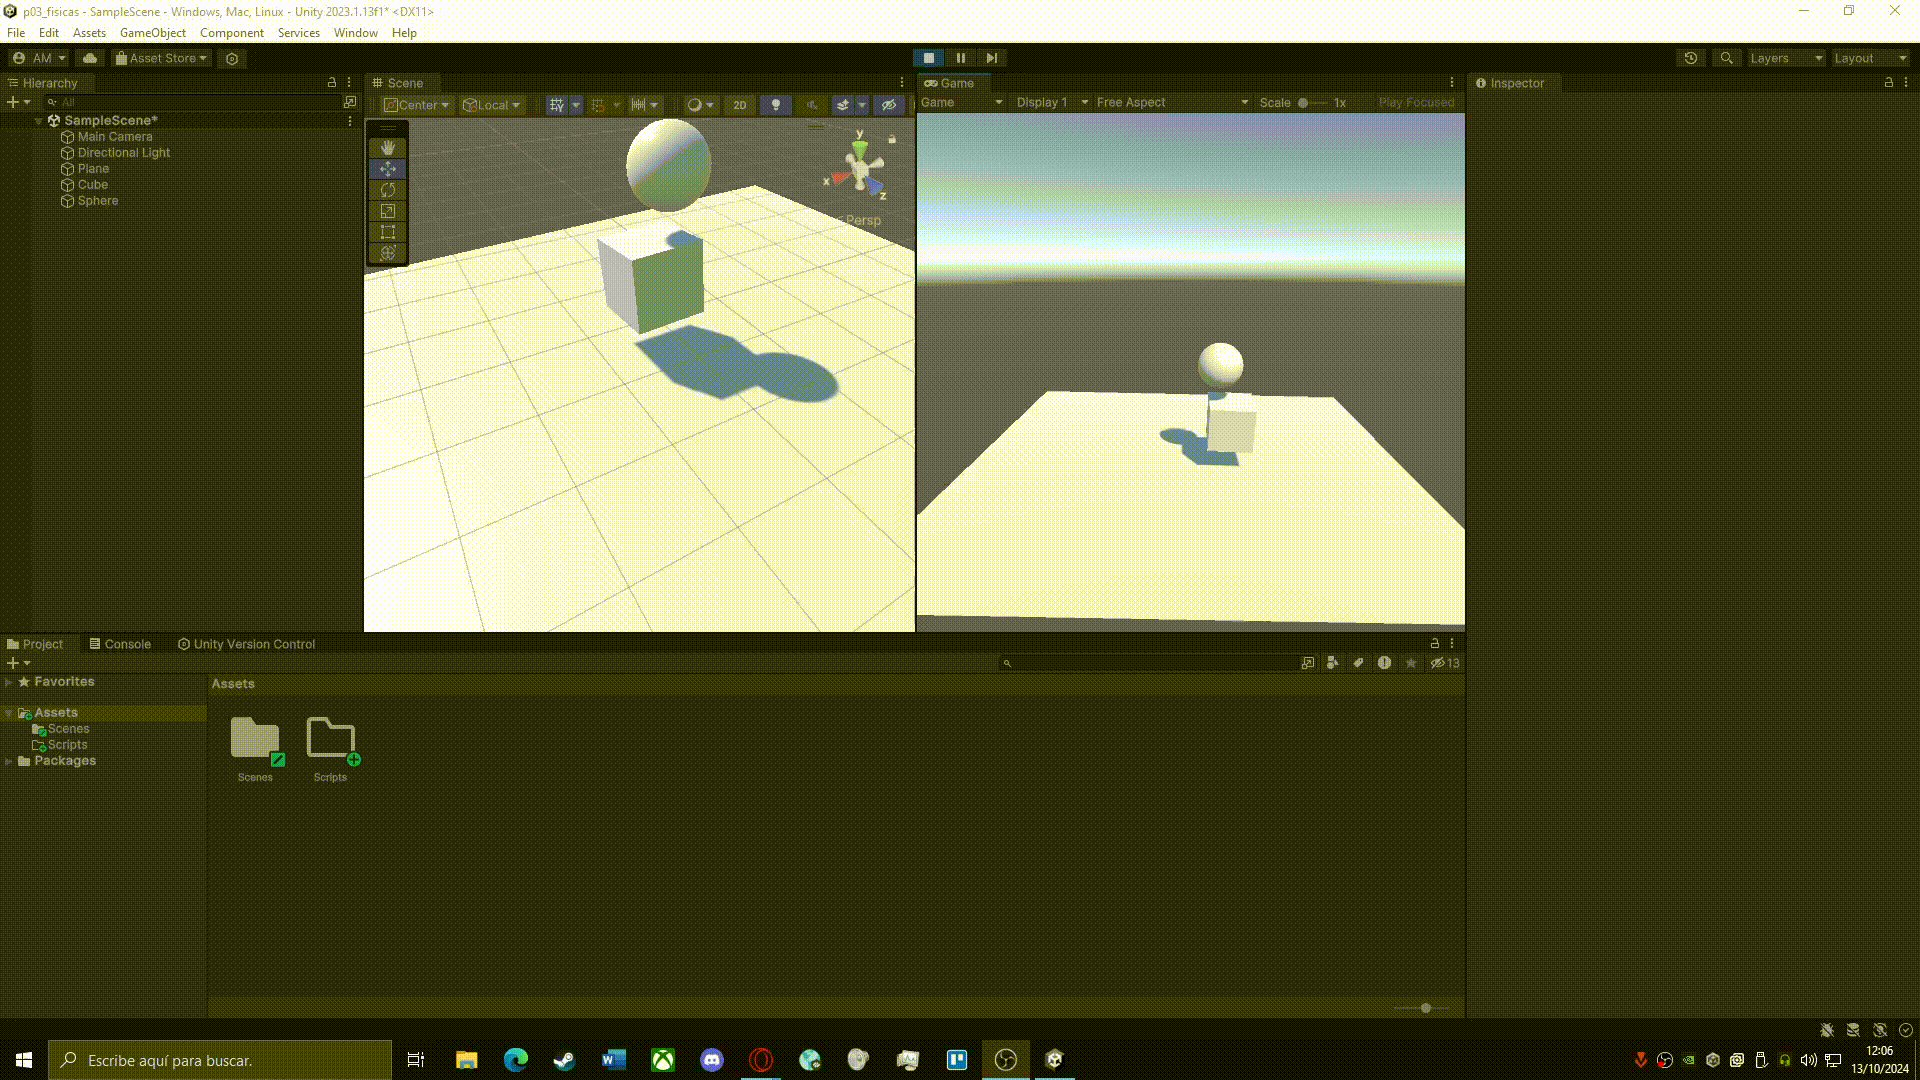 p03_fisicas - SampleScene - Windows, Mac, Linux - Unity 2023.1.13f1* <DX11>
File Edit Assets GameObject Component Services Window Help
AM Asset Store Layers Layout
Hierarchy
All
SampleScene*
Main Camera
Directional Light
Plane
Cube
Sphere
Scene
Center Local 2D
y
x
z
Persp
Game
Game Display 1 Free Aspect Scale 1x Play Focused
Inspector
Project Console Unity Version Control
13
Favorites
Assets
Scenes
Scripts
Packages
Assets
Scenes Scripts
Escribe aquí para buscar.
12:06
13/10/2024